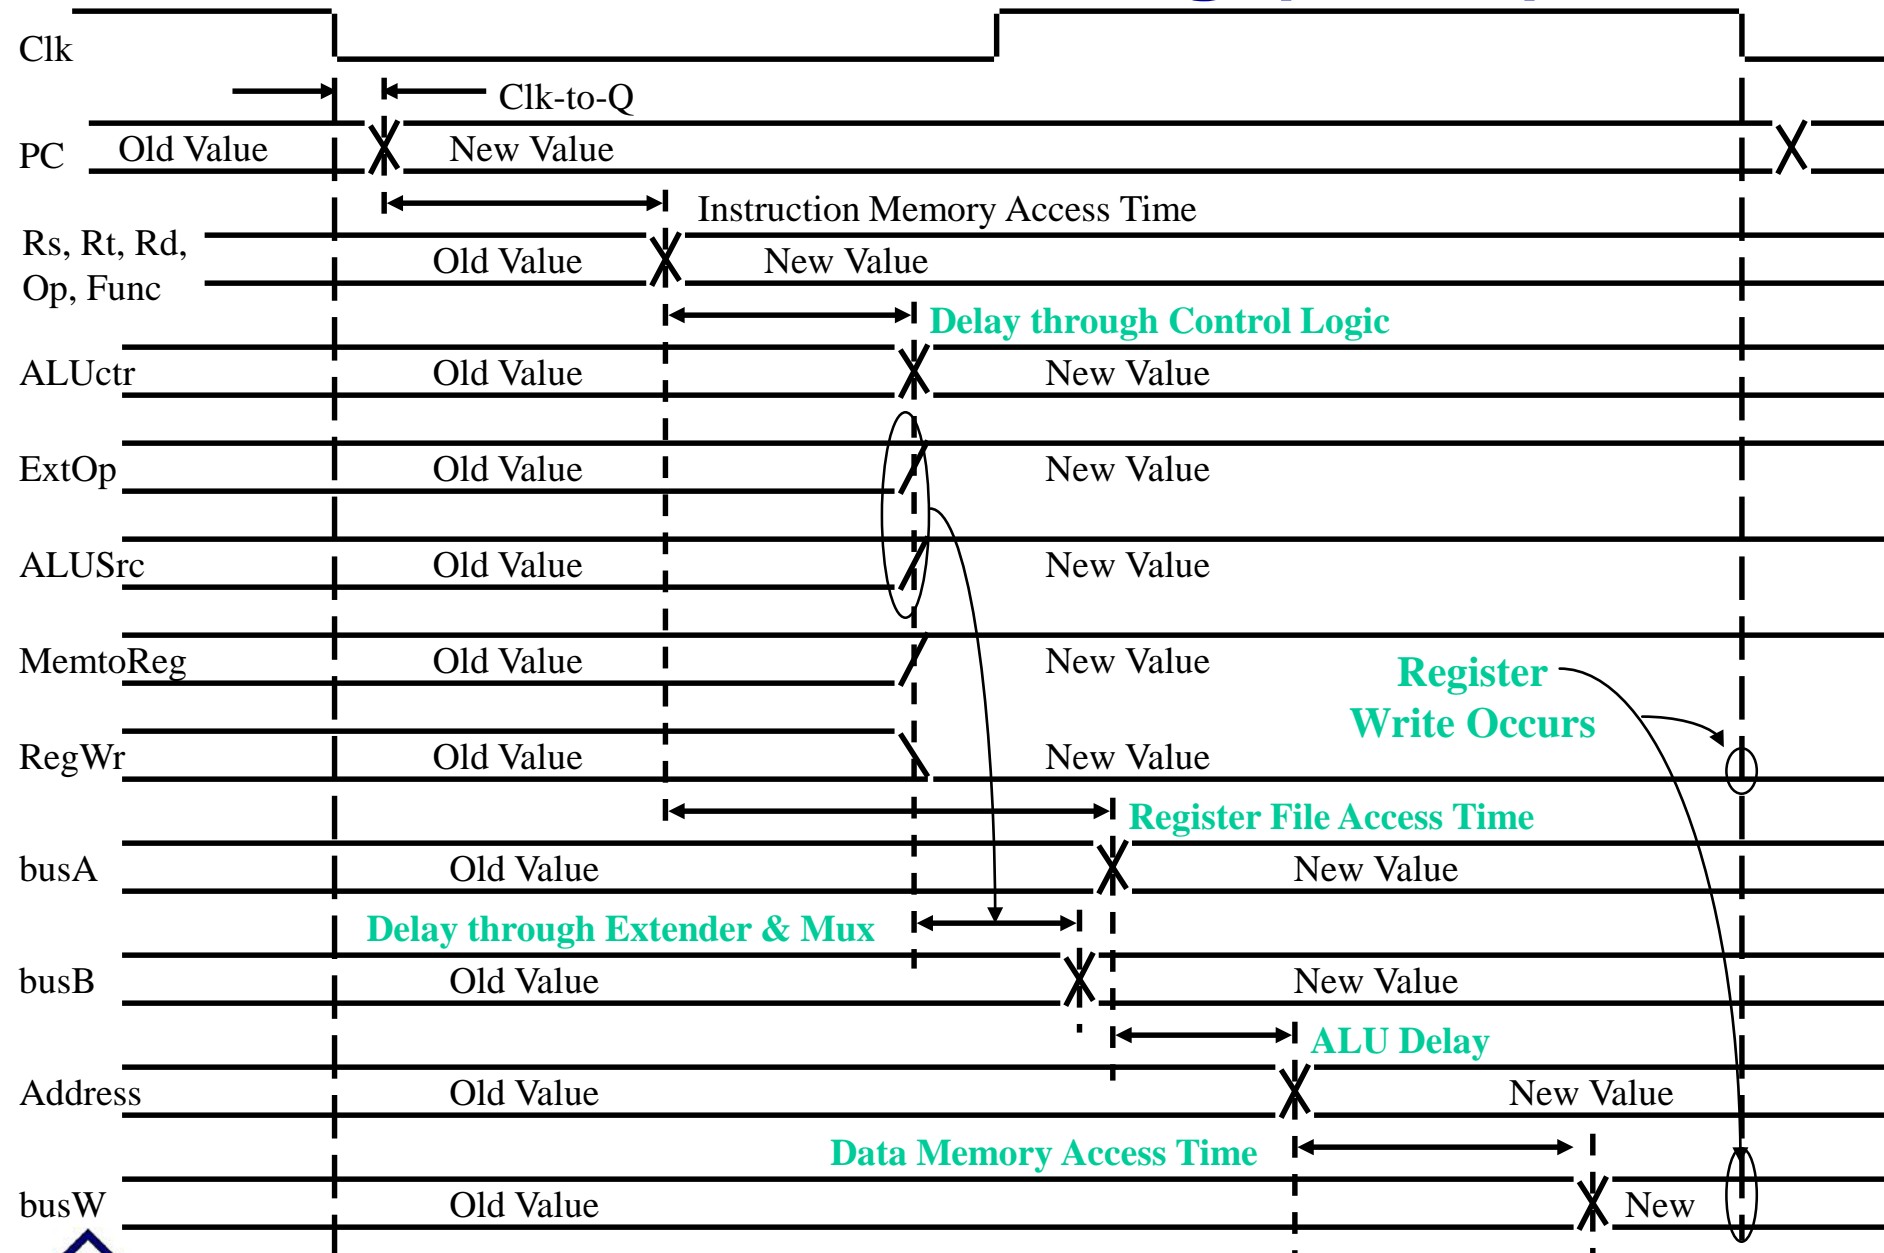 Clk
Clk-to-Q
PC Old Value New Value
Instruction Memory Access Time
Rs, Rt, Rd,
Op, Func
Old Value New Value
Delay through Control Logic
ALUctr Old Value New Value
ExtOp Old Value New Value
ALUSrc Old Value New Value
MemtoReg Old Value New Value
Register
Write Occurs
RegWr Old Value New Value
Register File Access Time
busA Old Value New Value
Delay through Extender & Mux
busB Old Value New Value
ALU Delay
Address Old Value New Value
Data Memory Access Time
busW Old Value New